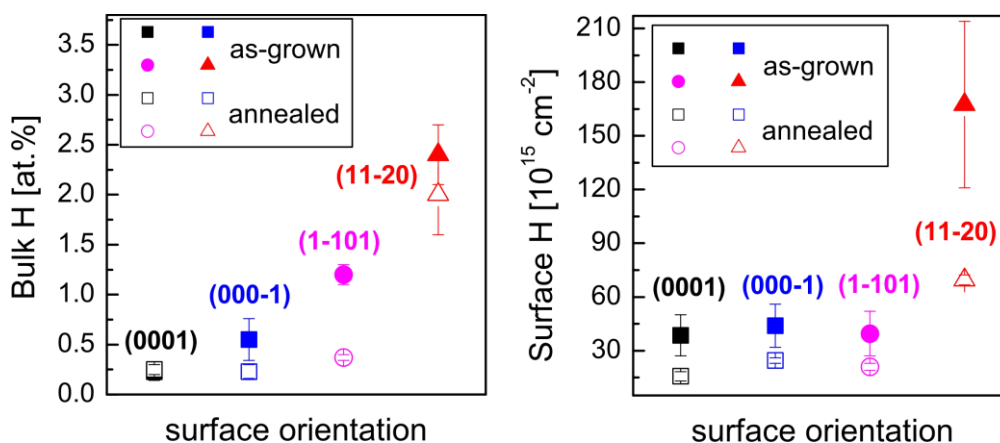 Bulk H [at.%]
3.5
3.0
2.5
2.0
1.5
1.0
0.5
0.0
as-grown
annealed
(0001)
(000-1)
(1-101)
(11-20)
surface orientation
Surface H [10¹⁵ cm⁻²]
210
180
150
120
90
60
30
as-grown
annealed
(0001)
(000-1)
(1-101)
(11-20)
surface orientation